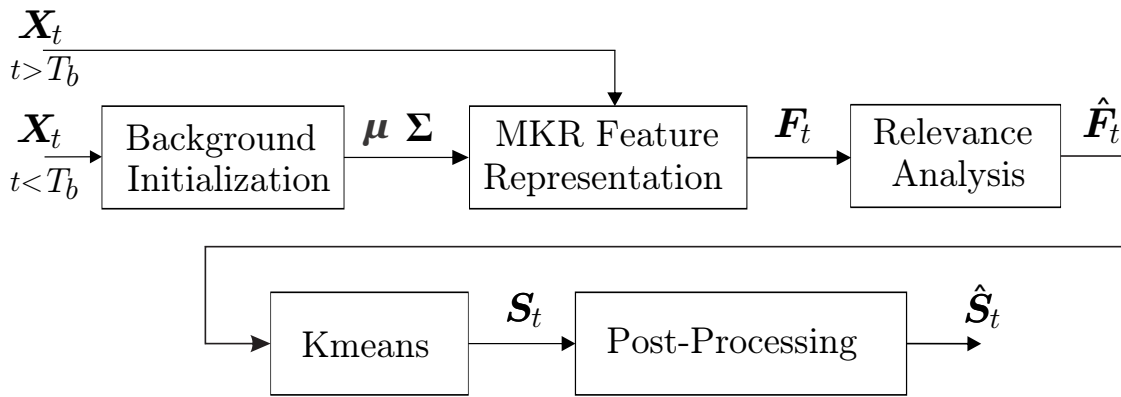 X_t
t>T_b
X_t
t<T_b
Background
Initialization
μ Σ
MKR Feature
Representation
F_t
Relevance
Analysis
F̂_t
Kmeans
S_t
Post-Processing
Ŝ_t